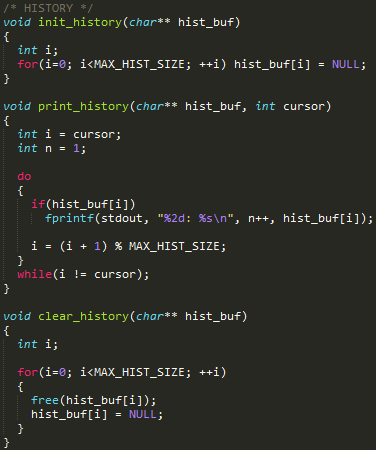 /* HISTORY */
void init_history(char** hist_buf)
{
  int i;
  for(i=0; i<MAX_HIST_SIZE; ++i) hist_buf[i] = NULL;
}

void print_history(char** hist_buf, int cursor)
{
  int i = cursor;
  int n = 1;

  do
  {
    if(hist_buf[i])
      fprintf(stdout, "%2d: %s\n", n++, hist_buf[i]);

    i = (i + 1) % MAX_HIST_SIZE;
  }
  while(i != cursor);
}

void clear_history(char** hist_buf)
{
  int i;

  for(i=0; i<MAX_HIST_SIZE; ++i)
  {
    free(hist_buf[i]);
    hist_buf[i] = NULL;
  }
}